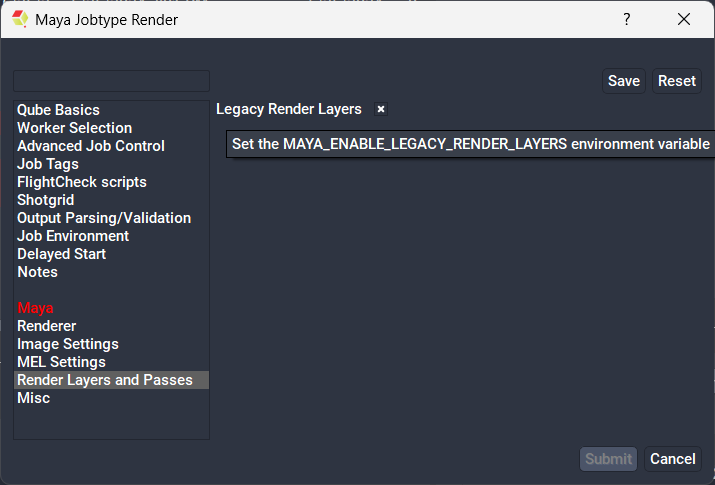 Maya Jobtype Render
?
Save
Reset
Qube Basics
Worker Selection
Advanced Job Control
Job Tags
FlightCheck scripts
Shotgrid
Output Parsing/Validation
Job Environment
Delayed Start
Notes
Maya
Renderer
Image Settings
MEL Settings
Render Layers and Passes
Misc
Legacy Render Layers
Set the MAYA_ENABLE_LEGACY_RENDER_LAYERS environment variable
Submit
Cancel